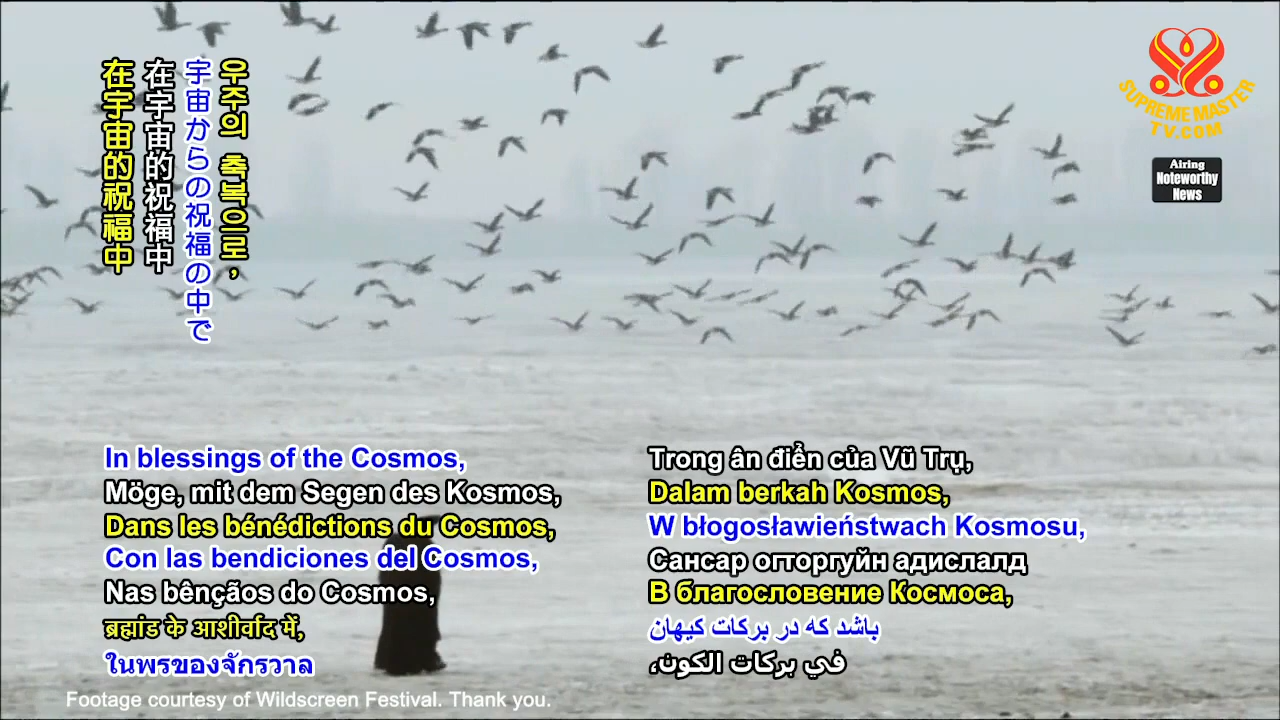 우주의 축복으로,
宇宙からの祝福の中で
在宇宙的祝福中
在宇宙的祝福中
SUPREME MASTER
TV.COM
Airing
Noteworthy
News
In blessings of the Cosmos,
Möge, mit dem Segen des Kosmos,
Dans les bénédictions du Cosmos,
Con las bendiciones del Cosmos,
Nas bênçãos do Cosmos,
ब्रह्मांड के आशीर्वाद में,
ในพรของจักรวาล
Trong ân điển của Vũ Trụ,
Dalam berkah Kosmos,
W błogosławieństwach Kosmosu,
Сансар огторгуйн адислалд
В благословение Космоса,
باشد که در برکات کیهان
في بركات الكون،
Footage courtesy of Wildscreen Festival. Thank you.